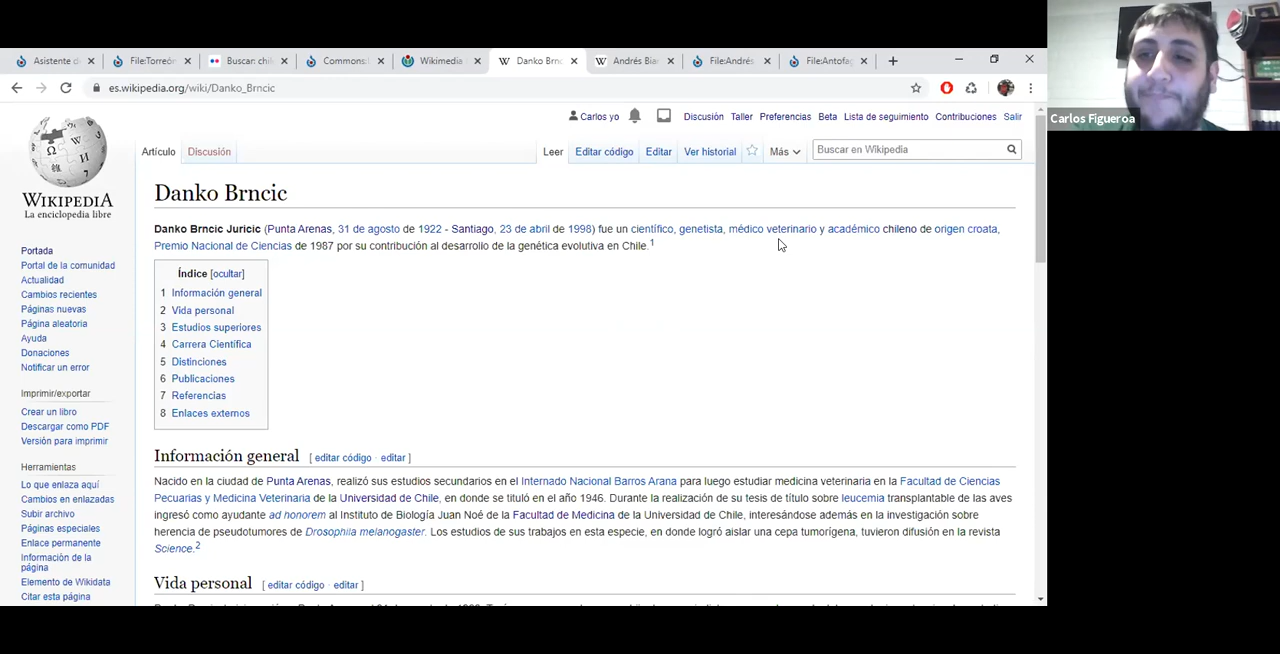 Asistente d
File:Torreón
Buscar: chil
Commons:
Wikimedia
Danko Brnc
Andrés Bia
File:Andrés
File:Antofag
es.wikipedia.org/wiki/Danko_Brncic
Carlos Figueroa
Carlos yo Discusión Taller Preferencias Beta Lista de seguimiento Contribuciones Salir
Artículo Discusión Leer Editar código Editar Ver historial Más Buscar en Wikipedia
WIKIPEDIA
La enciclopedia libre
Portada
Portal de la comunidad
Actualidad
Cambios recientes
Páginas nuevas
Página aleatoria
Ayuda
Donaciones
Notificar un error
Imprimir/exportar
Crear un libro
Descargar como PDF
Versión para imprimir
Herramientas
Lo que enlaza aquí
Cambios en enlazadas
Subir archivo
Páginas especiales
Enlace permanente
Información de la
página
Elemento de Wikidata
Citar esta página
Danko Brncic
Danko Brncic Juricic (Punta Arenas, 31 de agosto de 1922 - Santiago, 23 de abril de 1998) fue un científico, genetista, médico veterinario y académico chileno de origen croata,
Premio Nacional de Ciencias de 1987 por su contribución al desarrollo de la genética evolutiva en Chile.1
Índice [ocultar]
1 Información general
2 Vida personal
3 Estudios superiores
4 Carrera Científica
5 Distinciones
6 Publicaciones
7 Referencias
8 Enlaces externos
Información general [ editar código · editar ]
Nacido en la ciudad de Punta Arenas, realizó sus estudios secundarios en el Internado Nacional Barros Arana para luego estudiar medicina veterinaria en la Facultad de Ciencias
Pecuarias y Medicina Veterinaria de la Universidad de Chile, en donde se tituló en el año 1946. Durante la realización de su tesis de título sobre leucemia transplantable de las aves
ingresó como ayudante ad honorem al Instituto de Biología Juan Noé de la Facultad de Medicina de la Universidad de Chile, interesándose además en la investigación sobre
herencia de pseudotumores de Drosophila melanogaster. Los estudios de sus trabajos en esta especie, en donde logró aislar una cepa tumorígena, tuvieron difusión en la revista
Science.2
Vida personal [ editar código · editar ]